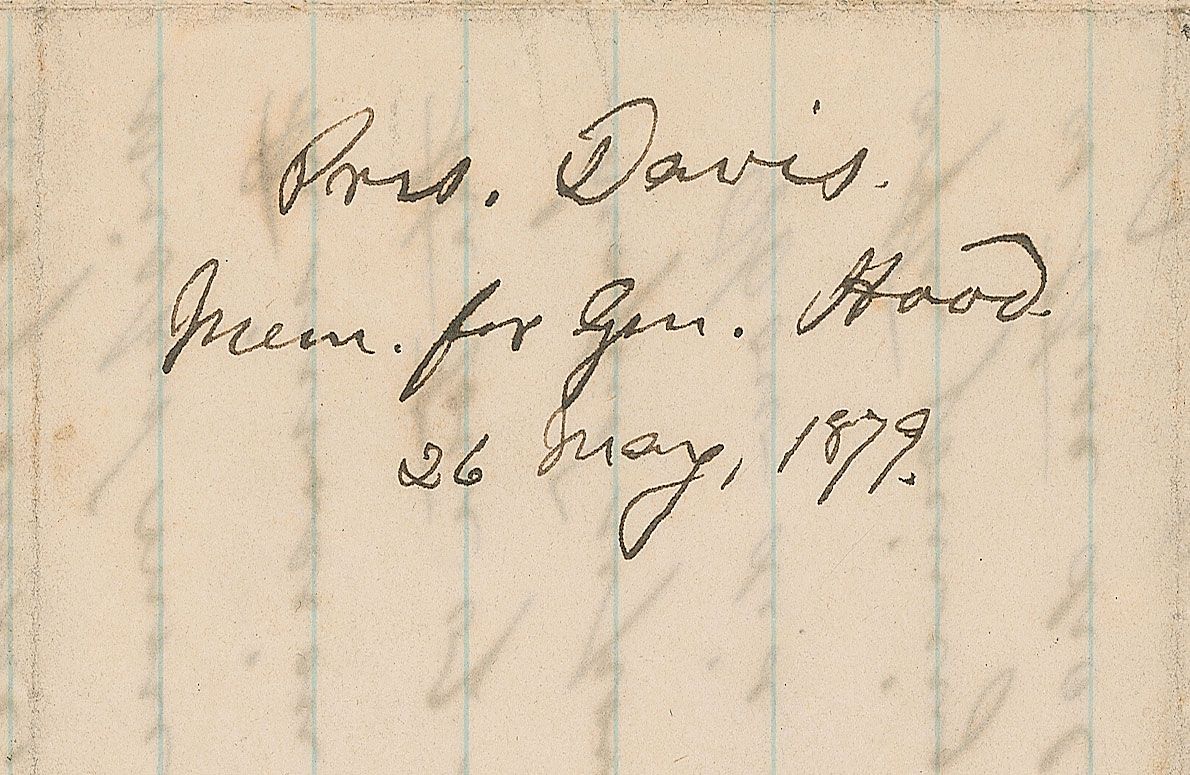 Pres. Davis.
Mem. for Gen. Hood.
26 May, 1879.